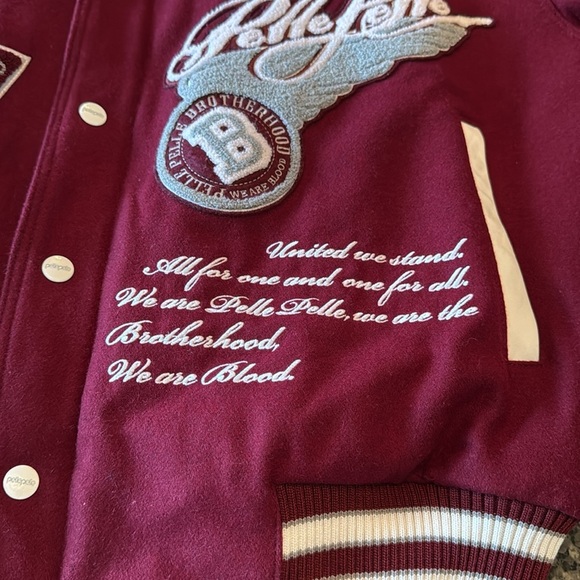 Pelle Pelle
PELLE PELLE BROTHERHOOD
B
WE ARE BLOOD
pellepelle
United we stand.
All for one and one for all.
We are Pelle Pelle, we are the
Brotherhood,
We are Blood.
pellepelle
pellepelle